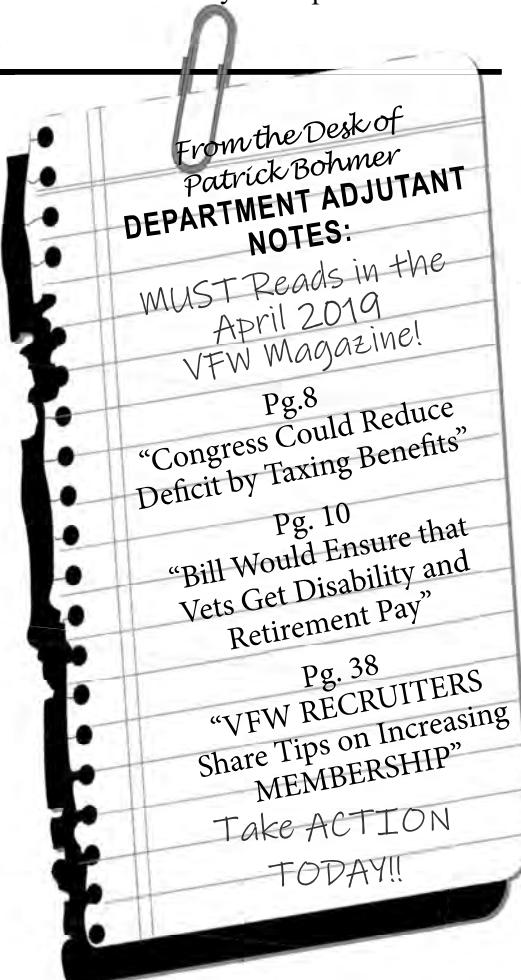 From the Desk of
Patrick Bohmer
DEPARTMENT ADJUTANT
NOTES:
MUST Reads in the
April 2019
VFW Magazine!
Pg.8
“Congress Could Reduce
Deficit by Taxing Benefits”
Pg. 10
“Bill Would Ensure that
Vets Get Disability and
Retirement Pay”
Pg. 38
“VFW RECRUITERS
Share Tips on Increasing
MEMBERSHIP”
Take ACTION
TODAY!!